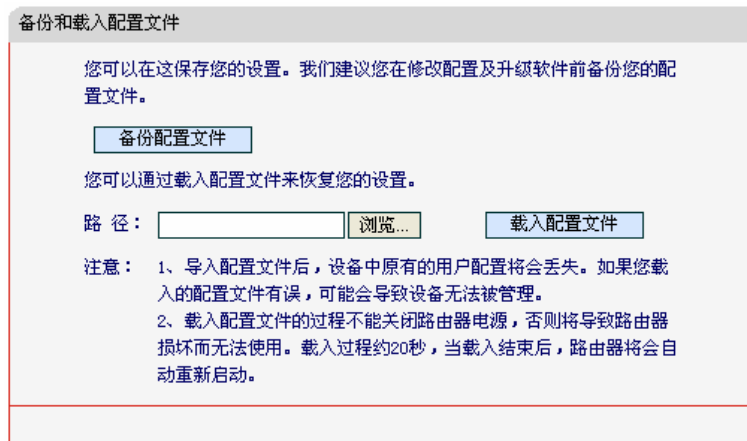 备份和载入配置文件
您可以在这保存您的设置。我们建议您在修改配置及升级软件前备份您的配
置文件。
备份配置文件
您可以通过载入配置文件来恢复您的设置。
路 径： 浏览... 载入配置文件
注意： 1、导入配置文件后，设备中原有的用户配置将会丢失。如果您载
入的配置文件有误，可能会导致设备无法被管理。
2、载入配置文件的过程不能关闭路由器电源，否则将导致路由器
损坏而无法使用。载入过程约20秒，当载入结束后，路由器将会自
动重新启动。